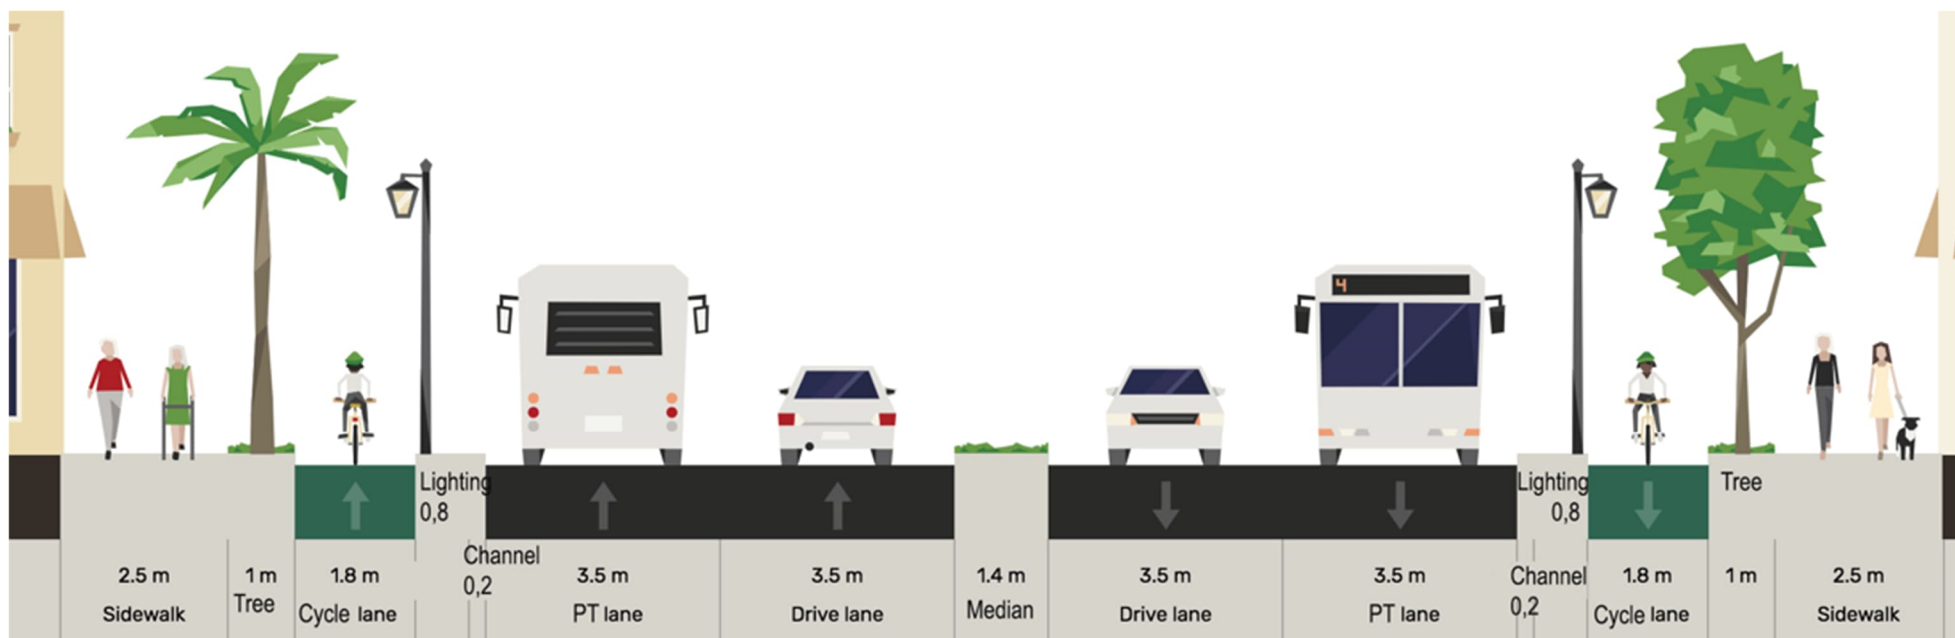 4
Lighting
0,8
Lighting
0,8
Tree
Channel
0,2
Channel
0,2
2.5 m
Sidewalk
1 m
Tree
1.8 m
Cycle lane
3.5 m
PT lane
3.5 m
Drive lane
1.4 m
Median
3.5 m
Drive lane
3.5 m
PT lane
1.8 m
Cycle lane
1 m
2.5 m
Sidewalk